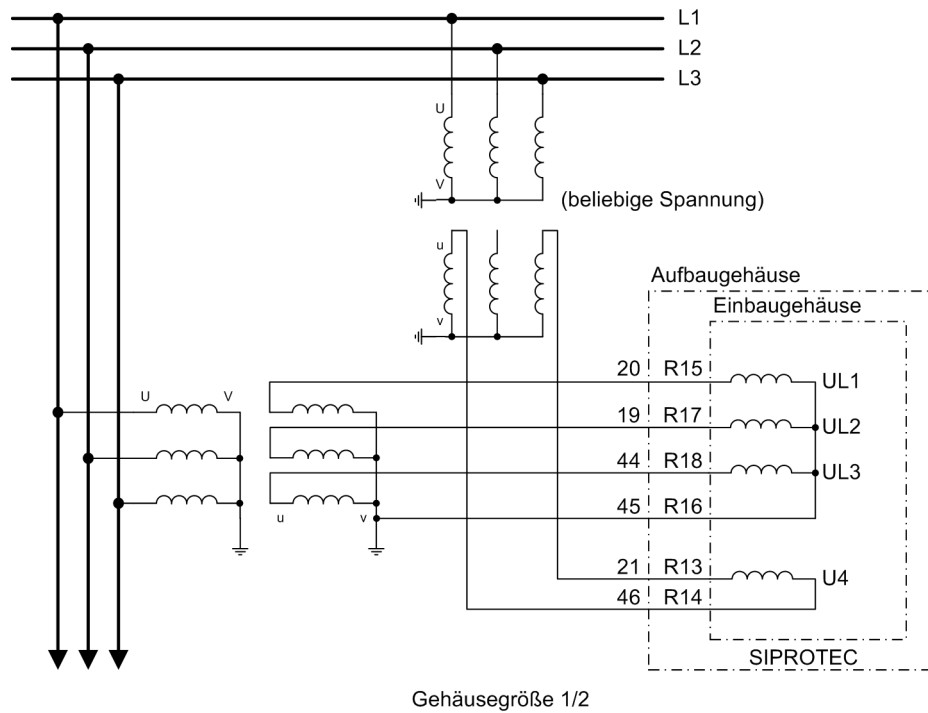 L1
L2
L3
U
V
(beliebige Spannung)
u
v
Aufbaugehäuse
Einbaugehäuse
20 R15 UL1
U V
19 R17 UL2
44 R18 UL3
u v
45 R16
21 R13 U4
46 R14
SIPROTEC
Gehäusegröße 1/2